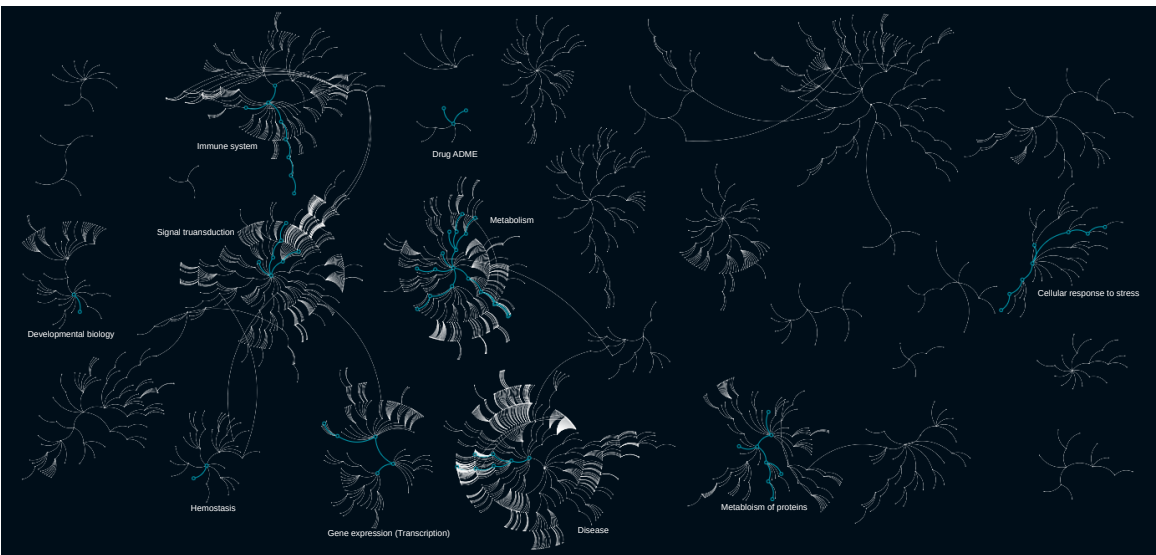 Immune system
Drug ADME
Signal truansduction
Metabolism
Cellular response to stress
Developmental biology
Hemostasis
Metabloism of proteins
Gene expression (Transcription)
Disease